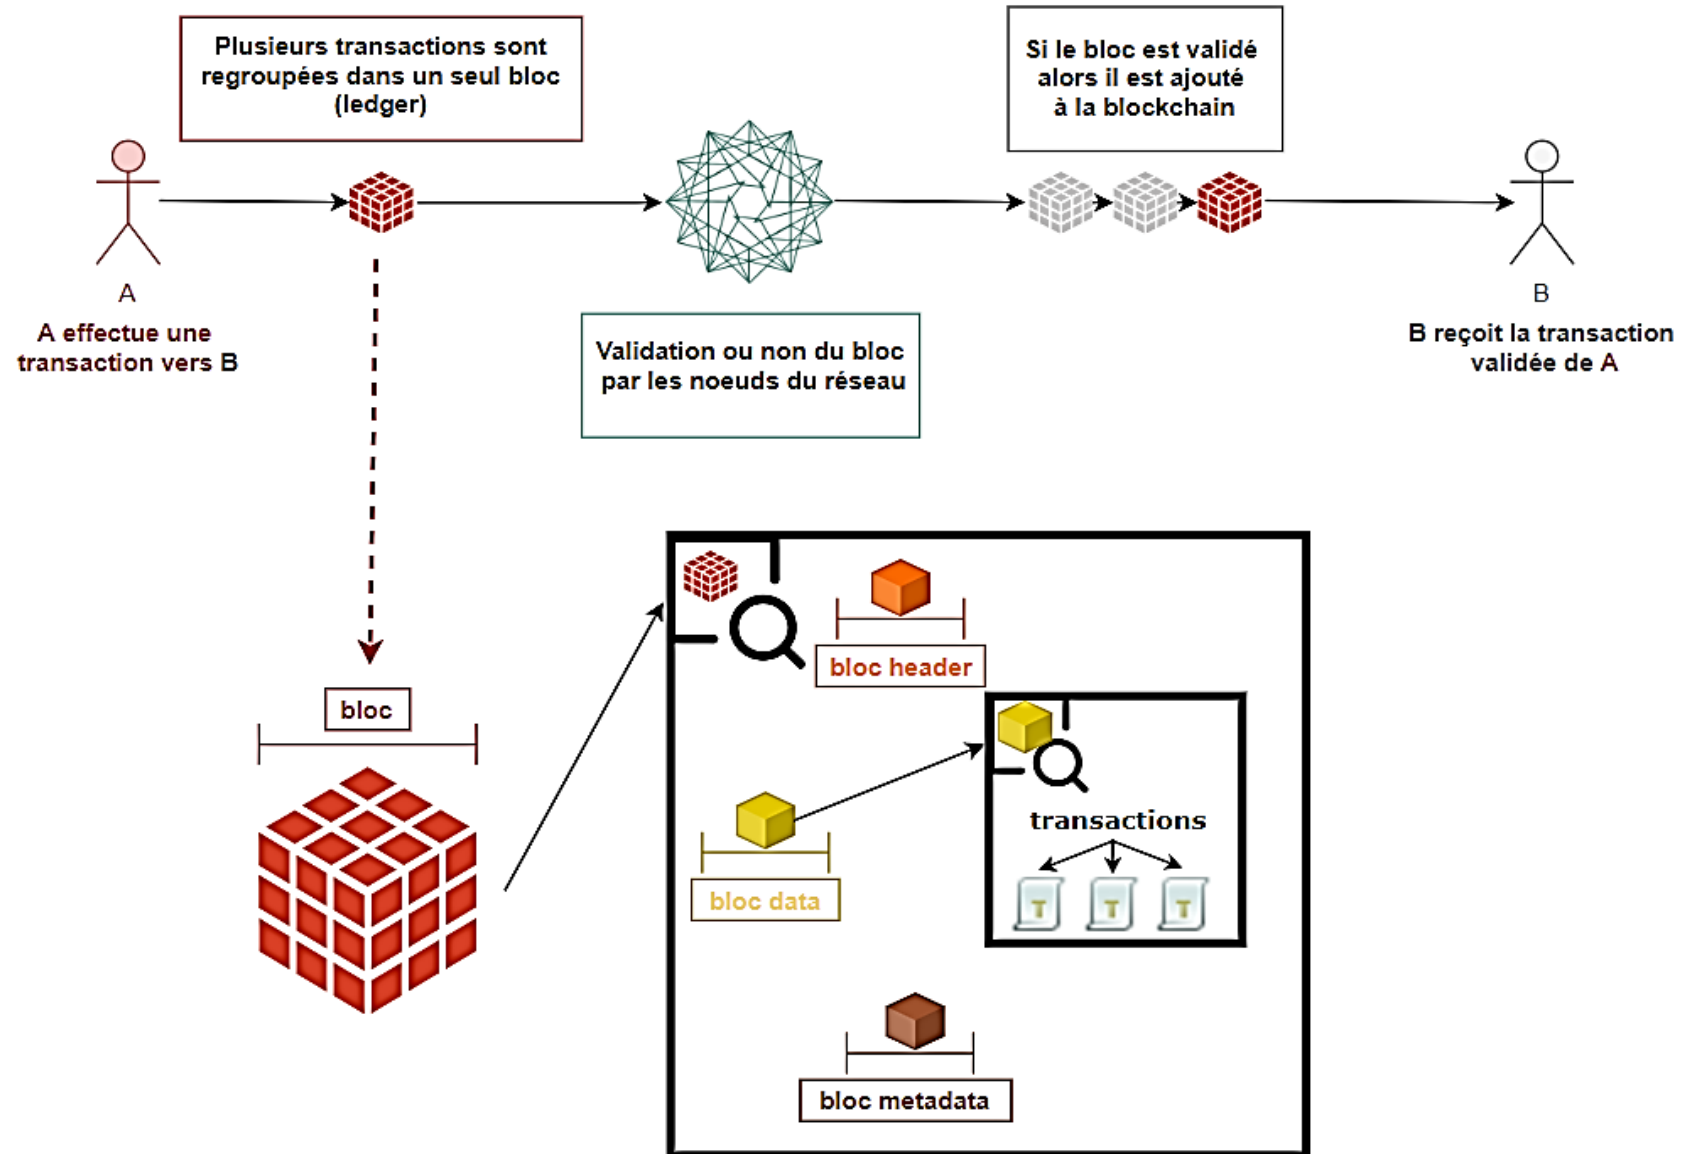 Plusieurs transactions sont
regroupées dans un seul bloc
(ledger)
Si le bloc est validé
alors il est ajouté
à la blockchain
A
A effectue une
transaction vers B
Validation ou non du bloc
par les noeuds du réseau
B
B reçoit la transaction
validée de A
bloc
bloc header
bloc data
transactions
T
T
T
bloc metadata